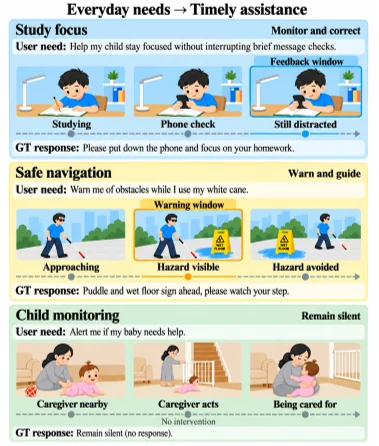 Everyday needs → Timely assistance
Study focus
Monitor and correct
User need: Help my child stay focused without interrupting brief message checks.
Feedback window
Studying
Phone check
Still distracted
GT response: Please put down the phone and focus on your homework.
Safe navigation
Warn and guide
User need: Warn me of obstacles while I use my white cane.
Warning window
WET FLOOR
WET FLOOR
Approaching
Hazard visible
Hazard avoided
GT response: Puddle and wet floor sign ahead, please watch your step.
Child monitoring
Remain silent
User need: Alert me if my baby needs help.
Caregiver nearby
Caregiver acts
Being cared for
No intervention
GT response: Remain silent (no response).